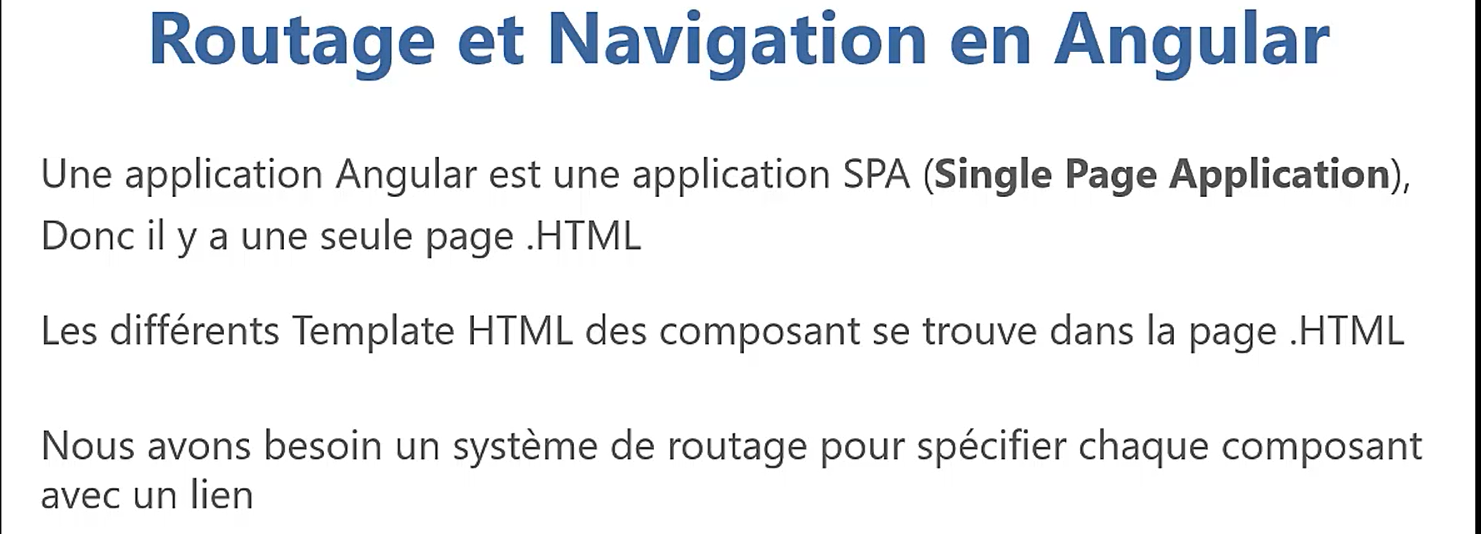 Routage et Navigation en Angular
Une application Angular est une application SPA (Single Page Application),
Donc il y a une seule page .HTML
Les différents Template HTML des composant se trouve dans la page .HTML
Nous avons besoin un système de routage pour spécifier chaque composant
avec un lien